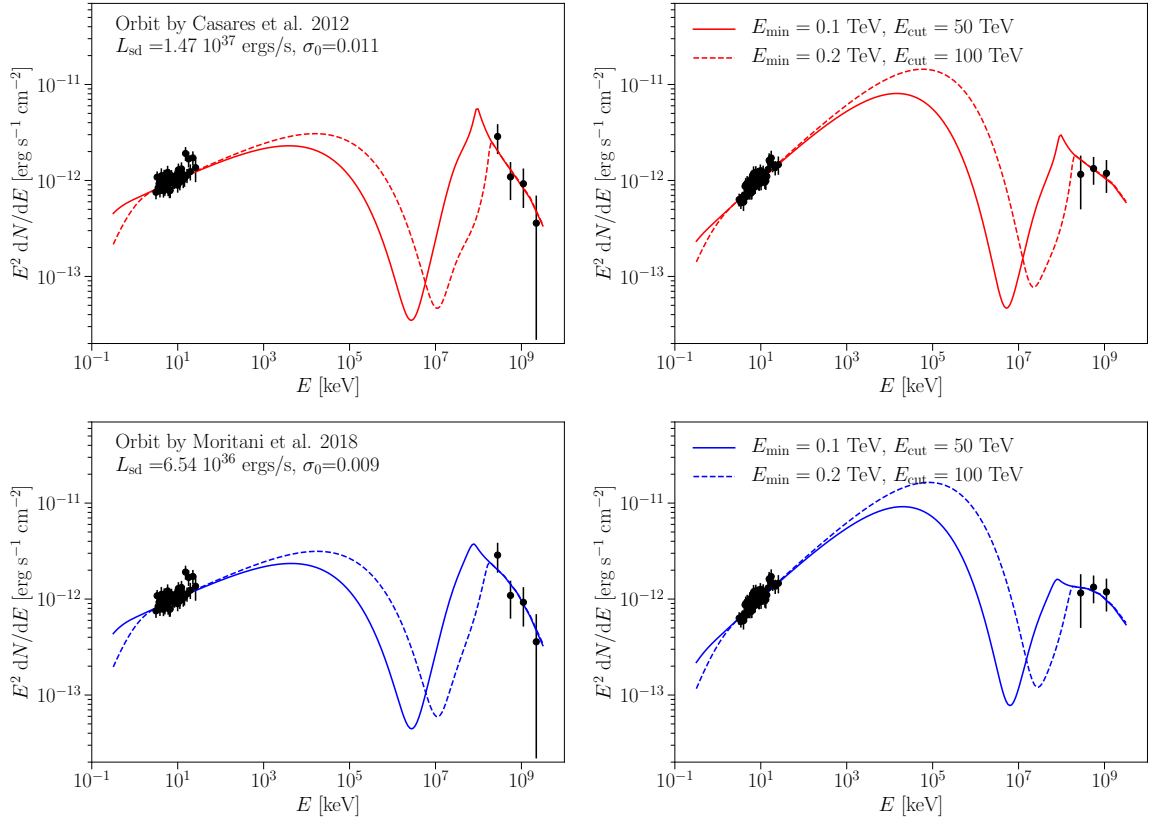 Orbit by Casares et al. 2012
L_sd =1.47 10^37 ergs/s, σ_0=0.011
10^-11
10^-12
10^-13
E^2 dN/dE [erg s^-1 cm^-2]
10^-1 10^1 10^3 10^5 10^7 10^9
E [keV]
E_min = 0.1 TeV, E_cut = 50 TeV
E_min = 0.2 TeV, E_cut = 100 TeV
10^-11
10^-12
10^-13
E^2 dN/dE [erg s^-1 cm^-2]
10^-1 10^1 10^3 10^5 10^7 10^9
E [keV]
Orbit by Moritani et al. 2018
L_sd =6.54 10^36 ergs/s, σ_0=0.009
10^-11
10^-12
10^-13
E^2 dN/dE [erg s^-1 cm^-2]
10^-1 10^1 10^3 10^5 10^7 10^9
E [keV]
E_min = 0.1 TeV, E_cut = 50 TeV
E_min = 0.2 TeV, E_cut = 100 TeV
10^-11
10^-12
10^-13
E^2 dN/dE [erg s^-1 cm^-2]
10^-1 10^1 10^3 10^5 10^7 10^9
E [keV]